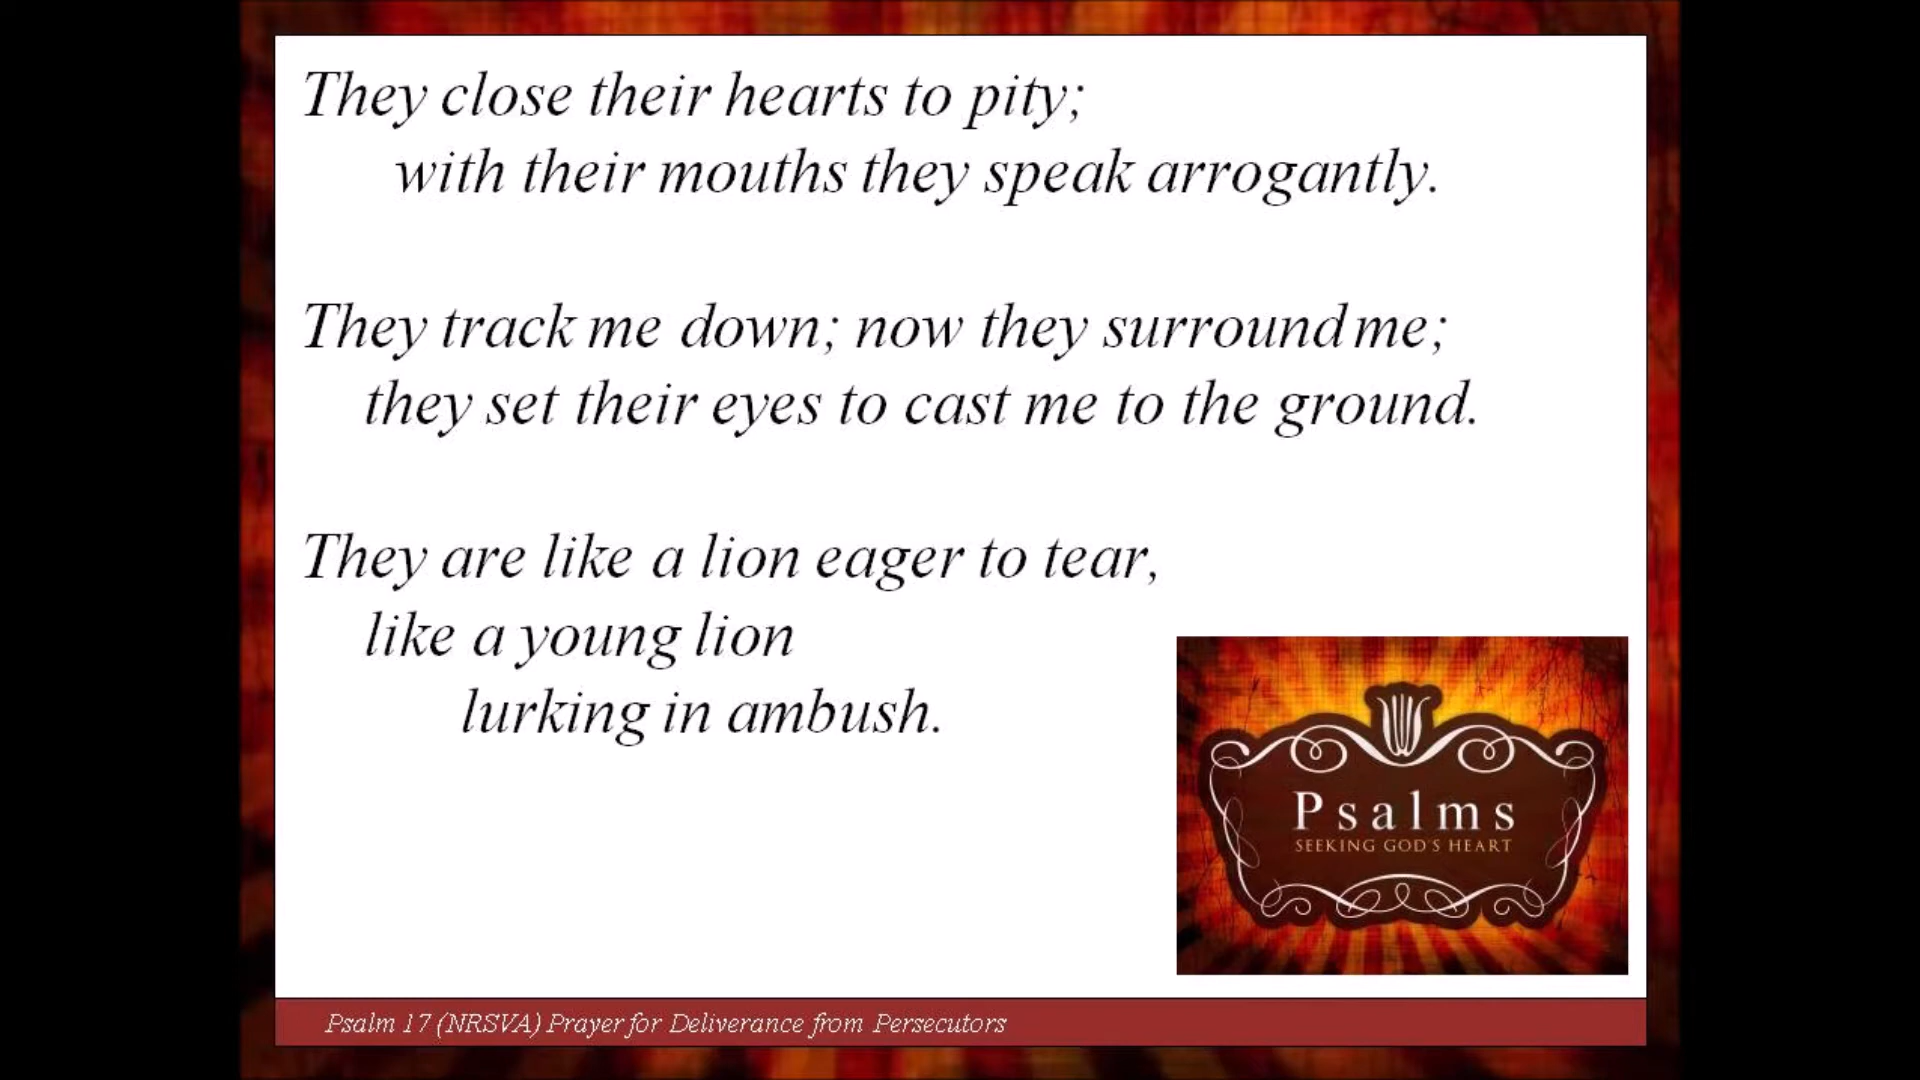 They close their hearts to pity;
with their mouths they speak arrogantly.
They track me down; now they surround me;
they set their eyes to cast me to the ground.
They are like a lion eager to tear,
like a young lion
lurking in ambush.
Psalms
SEEKING GOD'S HEART
Psalm 17 (NRSVA) Prayer for Deliverance from Persecutors